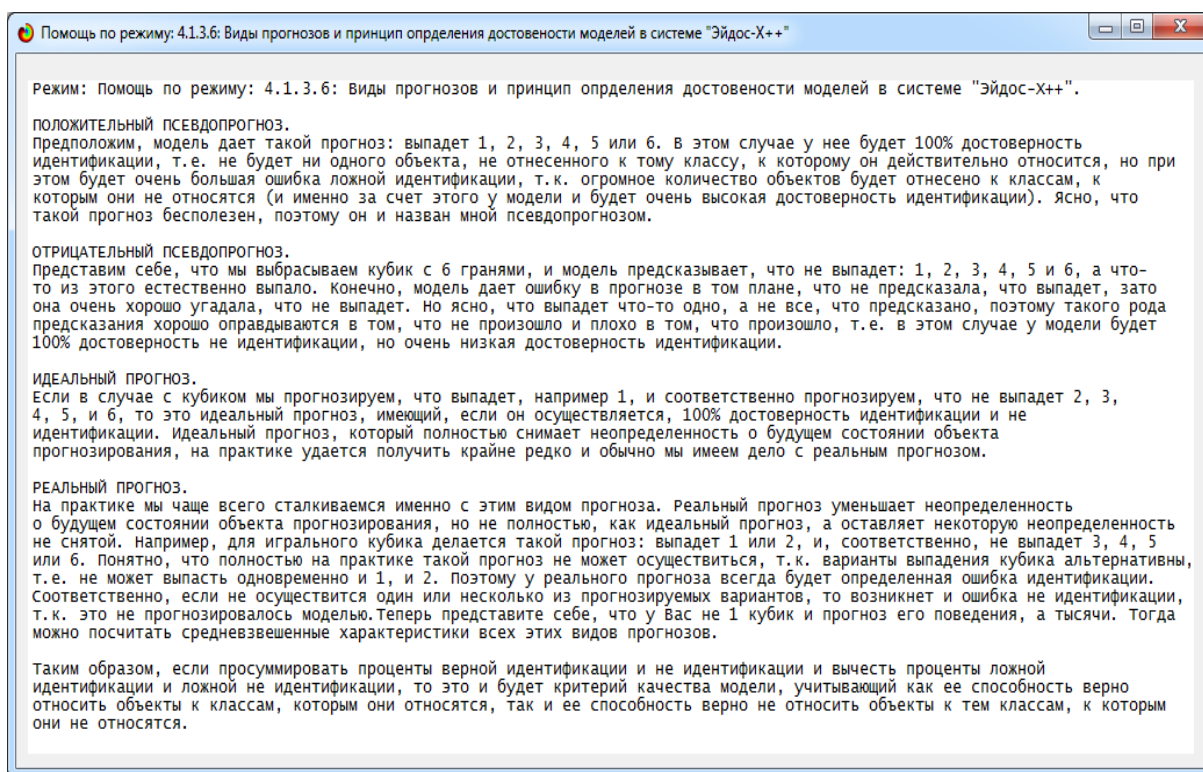 Помощь по режиму: 4.1.3.6: Виды прогнозов и принцип опрделения достовености моделей в системе "Эйдос-Х++"
Режим: Помощь по режиму: 4.1.3.6: Виды прогнозов и принцип опрделения достовености моделей в системе "Эйдос-Х++".
ПОЛОЖИТЕЛЬНЫЙ ПСЕВДОПРОГНОЗ.
Предположим, модель дает такой прогноз: выпадет 1, 2, 3, 4, 5 или 6. В этом случае у нее будет 100% достоверность
идентификации, т.е. не будет ни одного объекта, не отнесенного к тому классу, к которому он действительно относится, но при
этом будет очень большая ошибка ложной идентификации, т.к. огромное количество объектов будет отнесено к классам, к
которым они не относятся (и именно за счет этого у модели и будет очень высокая достоверность идентификации). Ясно, что
такой прогноз бесполезен, поэтому он и назван мной псевдопрогнозом.
ОТРИЦАТЕЛЬНЫЙ ПСЕВДОПРОГНОЗ.
Представим себе, что мы выбрасываем кубик с 6 гранями, и модель предсказывает, что не выпадет: 1, 2, 3, 4, 5 и 6, а что-
то из этого естественно выпало. Конечно, модель дает ошибку в прогнозе в том плане, что не предсказала, что выпадет, зато
она очень хорошо угадала, что не выпадет. Но ясно, что выпадет что-то одно, а не все, что предсказано, поэтому такого рода
предсказания хорошо оправдываются в том, что не произошло и плохо в том, что произошло, т.е. в этом случае у модели будет
100% достоверность не идентификации, но очень низкая достоверность идентификации.
ИДЕАЛЬНЫЙ ПРОГНОЗ.
Если в случае с кубиком мы прогнозируем, что выпадет, например 1, и соответственно прогнозируем, что не выпадет 2, 3,
4, 5, и 6, то это идеальный прогноз, имеющий, если он осуществляется, 100% достоверность идентификации и не
идентификации. Идеальный прогноз, который полностью снимает неопределенность о будущем состоянии объекта
прогнозирования, на практике удается получить крайне редко и обычно мы имеем дело с реальным прогнозом.
РЕАЛЬНЫЙ ПРОГНОЗ.
На практике мы чаще всего сталкиваемся именно с этим видом прогноза. Реальный прогноз уменьшает неопределенность
о будущем состоянии объекта прогнозирования, но не полностью, как идеальный прогноз, а оставляет некоторую неопределенность
не снятой. Например, для игрального кубика делается такой прогноз: выпадет 1 или 2, и, соответственно, не выпадет 3, 4, 5
или 6. Понятно, что полностью на практике такой прогноз не может осуществиться, т.к. варианты выпадения кубика альтернативны,
т.е. не может выпасть одновременно и 1, и 2. Поэтому у реального прогноза всегда будет определенная ошибка идентификации.
Соответственно, если не осуществится один или несколько из прогнозируемых вариантов, то возникнет и ошибка не идентификации,
т.к. это не прогнозировалось моделью.Теперь представите себе, что у Вас не 1 кубик и прогноз его поведения, а тысячи. Тогда
можно посчитать средневзвешенные характеристики всех этих видов прогнозов.
Таким образом, если просуммировать проценты верной идентификации и не идентификации и вычесть проценты ложной
идентификации и ложной не идентификации, то это и будет критерий качества модели, учитывающий как ее способность верно
относить объекты к классам, которым они относятся, так и ее способность верно не относить объекты к тем классам, к которым
они не относятся.